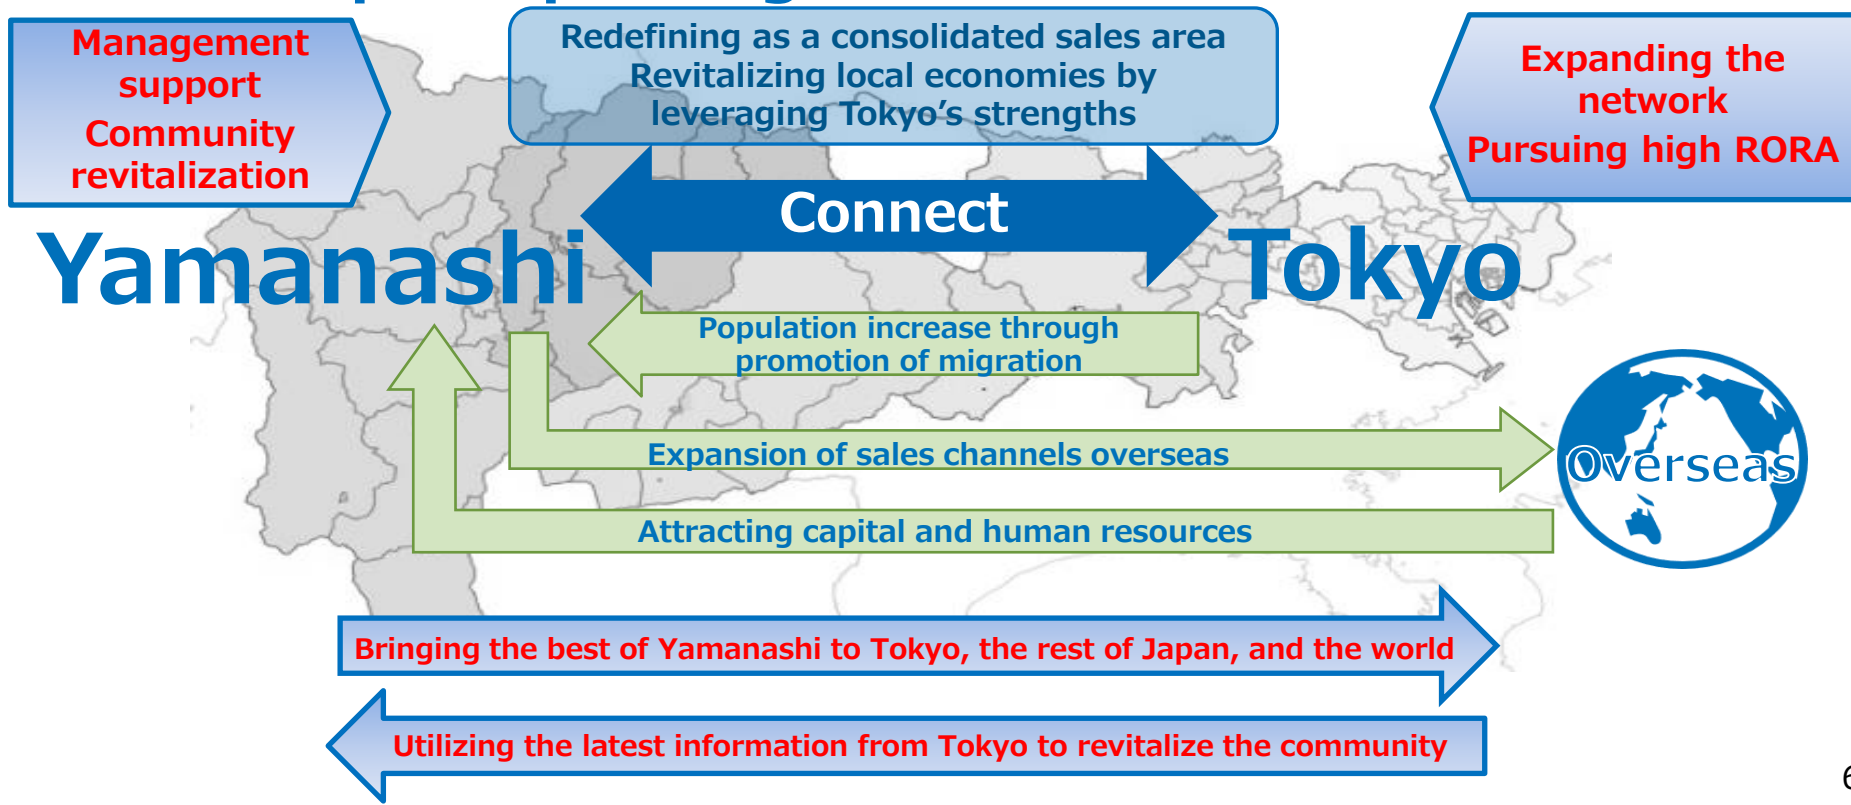 Management
support
Community
revitalization
Redefining as a consolidated sales area
Revitalizing local economies by
leveraging Tokyo’s strengths
Expanding the
network
Pursuing high RORA
Connect
Yamanashi
Tokyo
Population increase through
promotion of migration
Expansion of sales channels overseas
Overseas
Attracting capital and human resources
Bringing the best of Yamanashi to Tokyo, the rest of Japan, and the world
Utilizing the latest information from Tokyo to revitalize the community
6